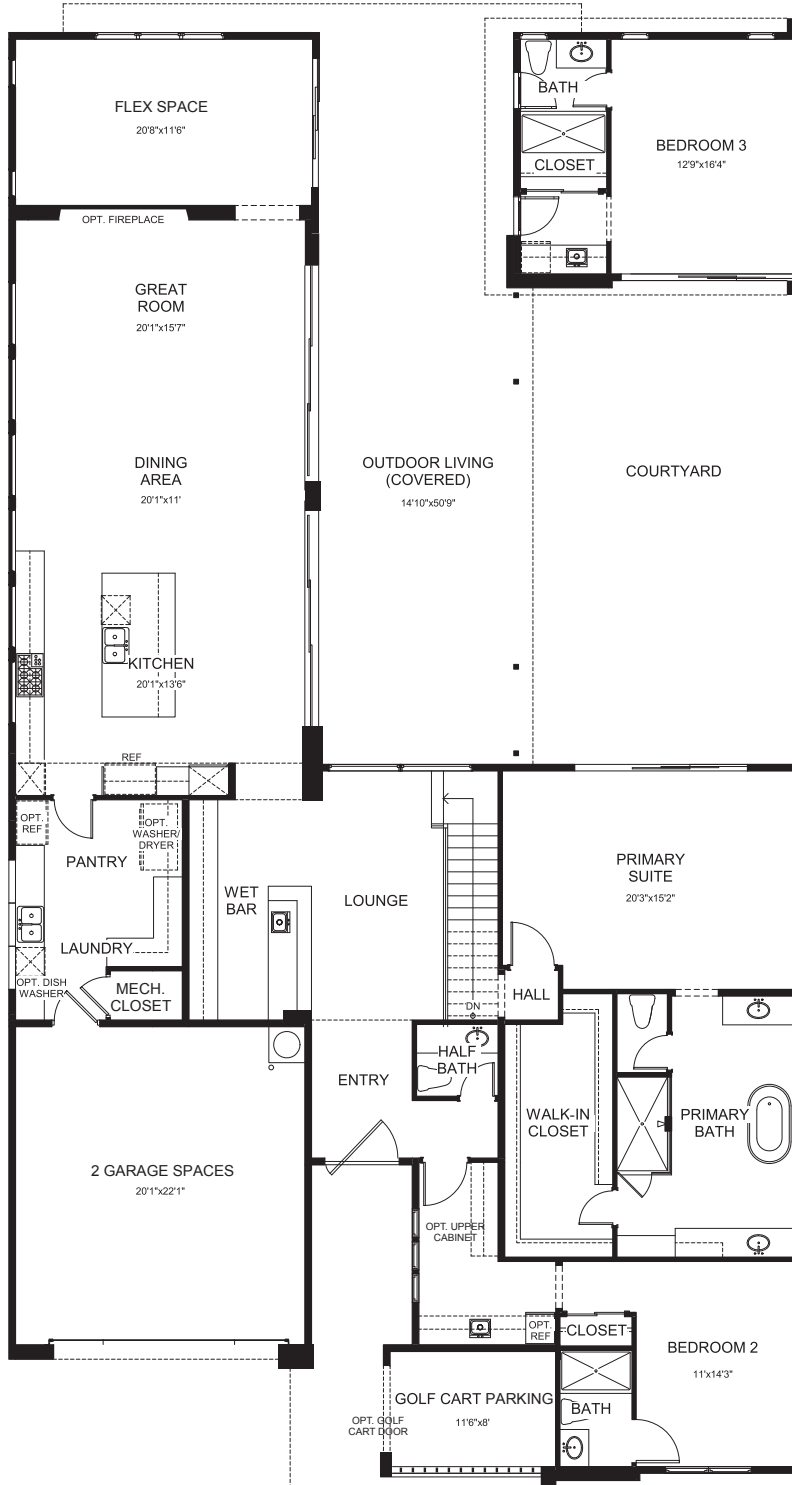 FLEX SPACE
20'8"x11'6"
BATH
BEDROOM 3
12'9"x16'4"
CLOSET
OPT. FIREPLACE
GREAT
ROOM
20'1"x15'7"
DINING
AREA
20'1"x11'
OUTDOOR LIVING
(COVERED)
14'10"x50'9"
COURTYARD
KITCHEN
20'1"x13'6"
REF
OPT.
REF
OPT.
WASHER/
DRYER
PANTRY
WET
BAR
LOUNGE
PRIMARY
SUITE
20'3"x15'2"
LAUNDRY
OPT. DISH
WASHER
MECH.
CLOSET
DN
HALL
HALF
BATH
ENTRY
WALK-IN
CLOSET
PRIMARY
BATH
2 GARAGE SPACES
20'1"x22'1"
OPT. UPPER
CABINET
OPT.
REF
CLOSET
BEDROOM 2
11'x14'3"
GOLF CART PARKING
11'6"x8'
OPT. GOLF
CART DOOR
BATH